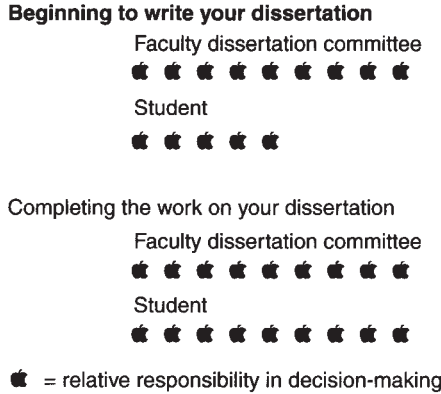 Beginning to write your dissertation
Faculty dissertation committee
Student
Completing the work on your dissertation
Faculty dissertation committee
Student
= relative responsibility in decision-making